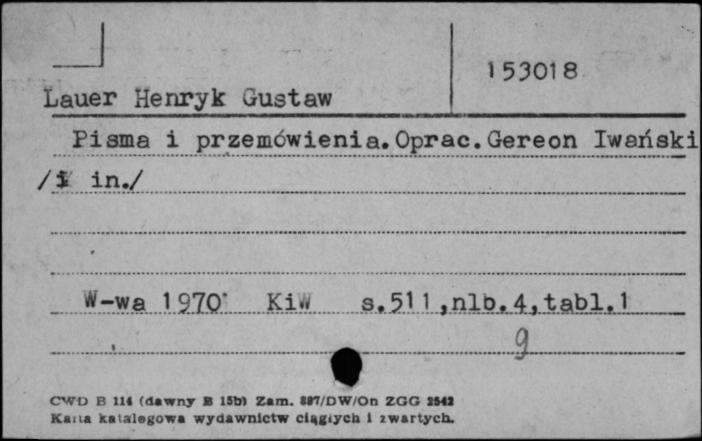 153018
Lauer Henryk Gustaw
Pisma i przemówienia.Oprac.Gereon Iwański
/i in./
W-wa 1970 KiW s.511,nlb.4,tabl.1
9
CWD B 114 (dawny B 15b) Zam. 897/DW/On ZGG 2542
Karta katalogowa wydawnictw ciągłych i zwartych.